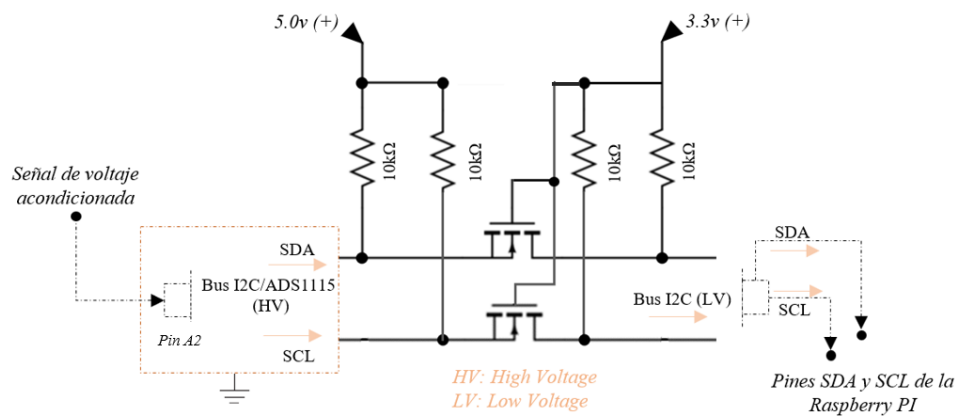 5.0v (+)
3.3v (+)
10kΩ
10kΩ
10kΩ
10kΩ
Señal de voltaje
acondicionada
SDA
Bus I2C/ADS1115
(HV)
Pin A2
SCL
Bus I2C (LV)
SDA
SCL
HV: High Voltage
LV: Low Voltage
Pines SDA y SCL de la
Raspberry PI